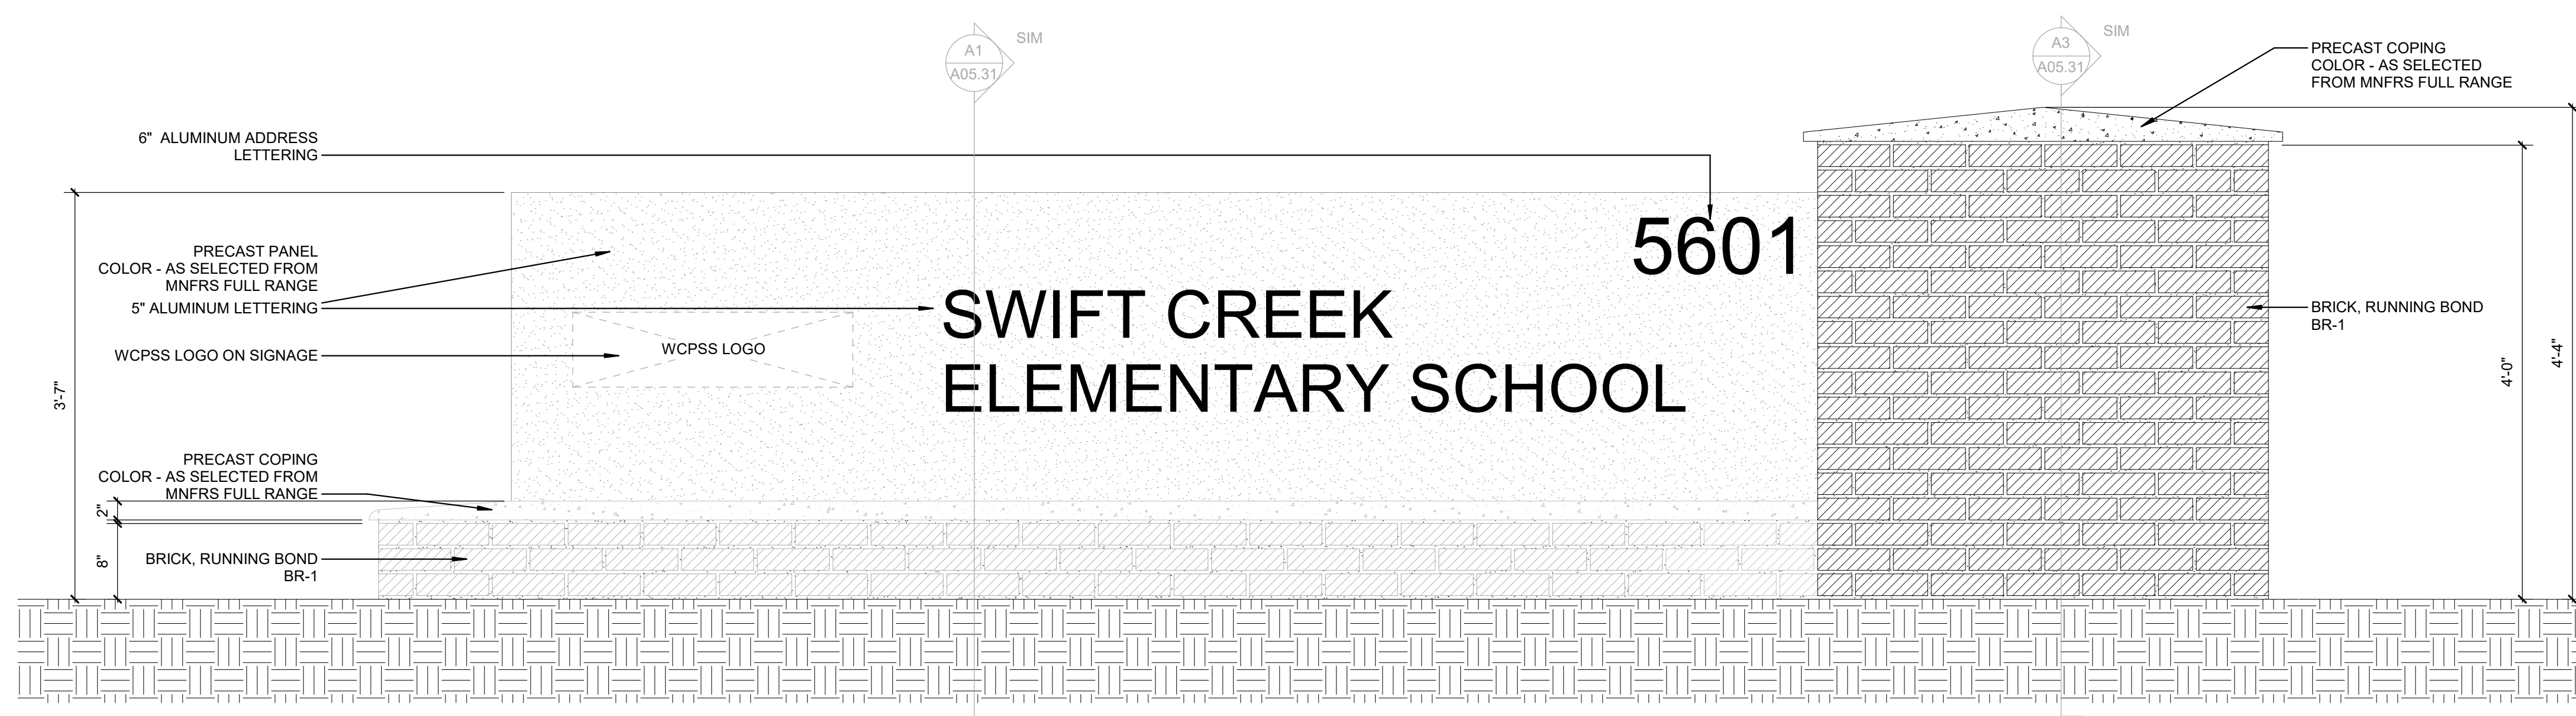 A1
A05.31
SIM
A3
A05.31
SIM
PRECAST COPING
COLOR - AS SELECTED
FROM MNFRS FULL RANGE
6" ALUMINUM ADDRESS
LETTERING
PRECAST PANEL
COLOR - AS SELECTED FROM
MNFRS FULL RANGE
5" ALUMINUM LETTERING
WCPSS LOGO ON SIGNAGE
WCPSS LOGO
5601
SWIFT CREEK
ELEMENTARY SCHOOL
BRICK, RUNNING BOND
BR-1
3'-7"
4'-0"
4'-4"
PRECAST COPING
COLOR - AS SELECTED FROM
MNFRS FULL RANGE
2"
8"
BRICK, RUNNING BOND
BR-1